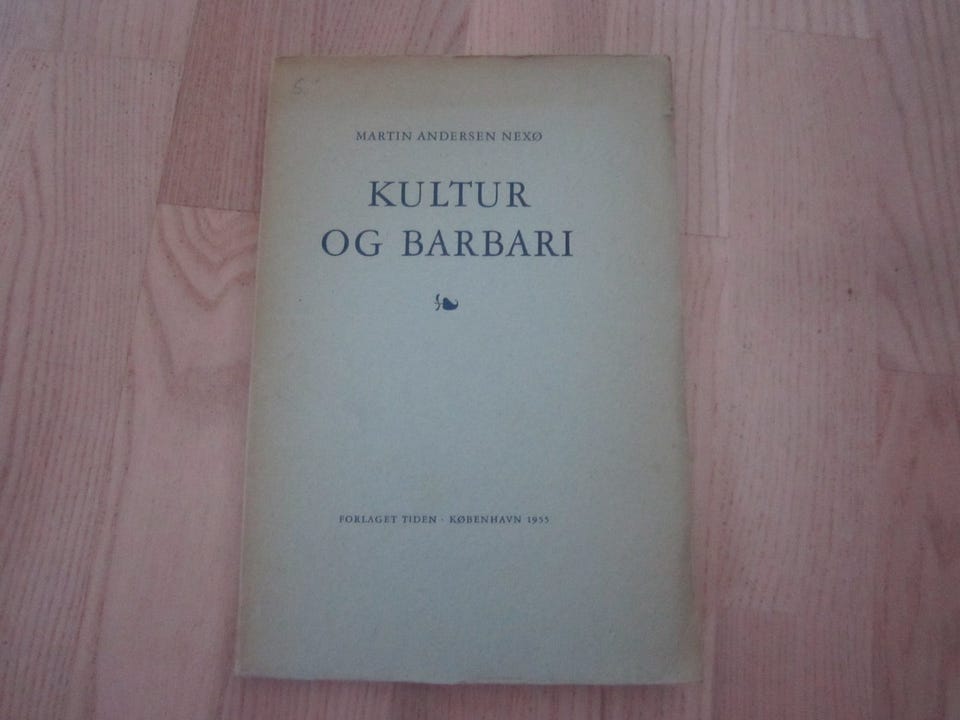 MARTIN ANDERSEN NEXØ
KULTUR
OG BARBARI
FORLAGET TIDEN · KØBENHAVN 1955